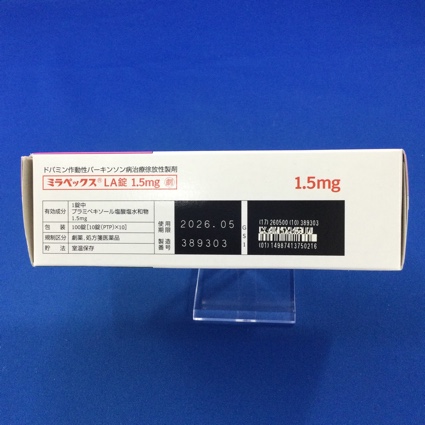 ドパミン作動性パーキンソン病治療徐放性製剤
ミラペックス® LA錠 1.5mg 劇
1.5mg
有効成分 1錠中
プラミペキソール塩酸塩水和物
1.5mg
包装 100錠[10錠(PTP)×10]
規制区分 劇薬、処方箋医薬品
貯法 室温保存
使用期限 2026.05
製造番号 389303
GS1
(17) 260500 (10) 389303
(01) 14987413750216